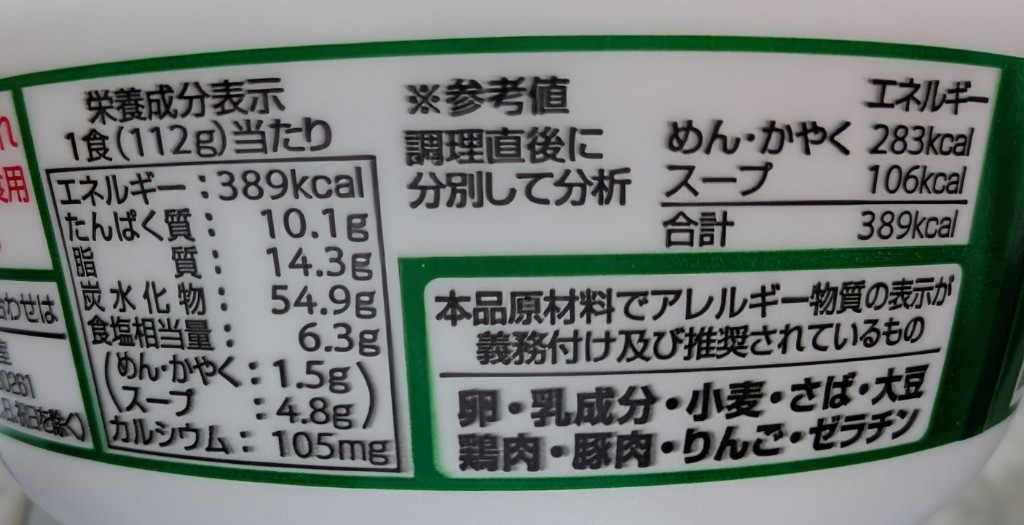 栄養成分表示
1食(112g)当たり
エネルギー:389kcal
たんぱく質: 10.1g
脂 質: 14.3g
炭水化物: 54.9g
食塩相当量: 6.3g
(めん・かやく:1.5g)
(スープ :4.8g)
カルシウム: 105mg
※参考値
調理直後に
分別して分析
エネルギー
めん・かやく 283kcal
スープ 106kcal
合計 389kcal
本品原材料でアレルギー物質の表示が
義務付け及び推奨されているもの
卵・乳成分・小麦・さば・大豆
鶏肉・豚肉・りんご・ゼラチン
わせは